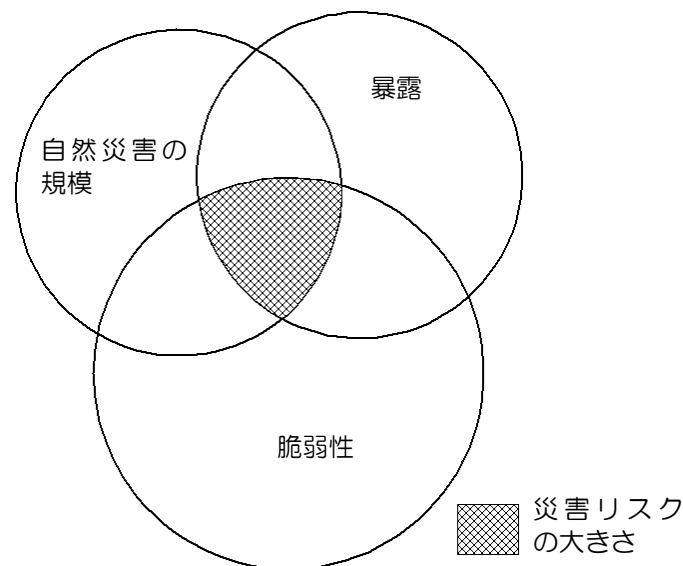 暴露
自然災害の
規模
脆弱性
災害リスク
の大きさ